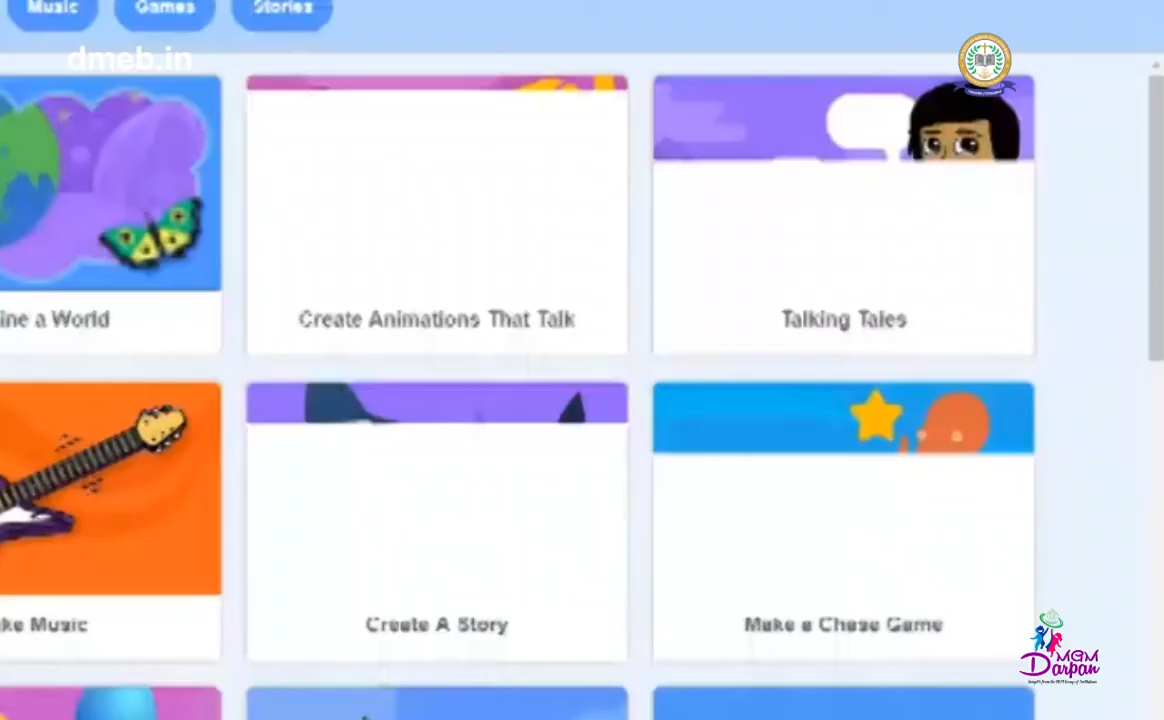 Music Games Stories
dmeb.in
ine a World
Create Animations That Talk
Talking Tales
ke Music
Create A Story
Make a Chase Game
MGM
Darpan